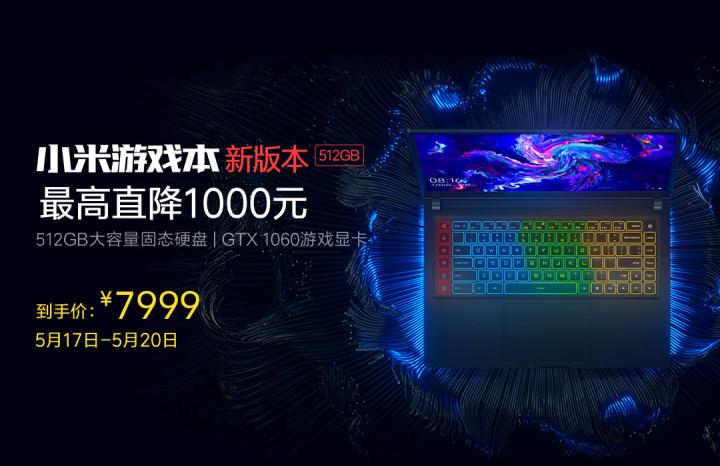 小米游戏本 新版本 512GB
最高直降1000元
512GB大容量固态硬盘 | GTX 1060游戏显卡
到手价：¥7999
5月17日-5月20日
08:16